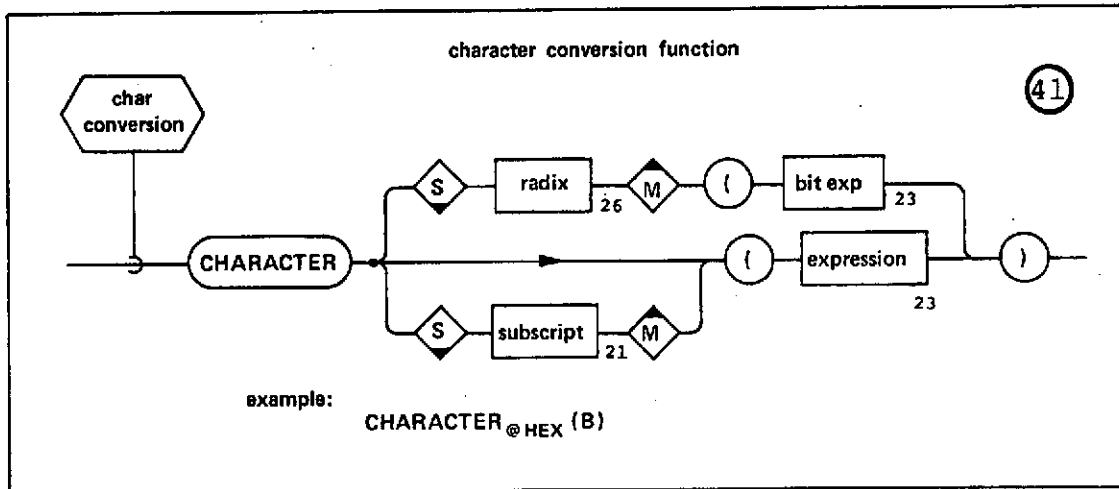 character conversion function
41
char
conversion
S radix 26 M ( bit exp 23
CHARACTER ( expression 23 )
S subscript 21 M
example:
CHARACTER @ HEX (B)